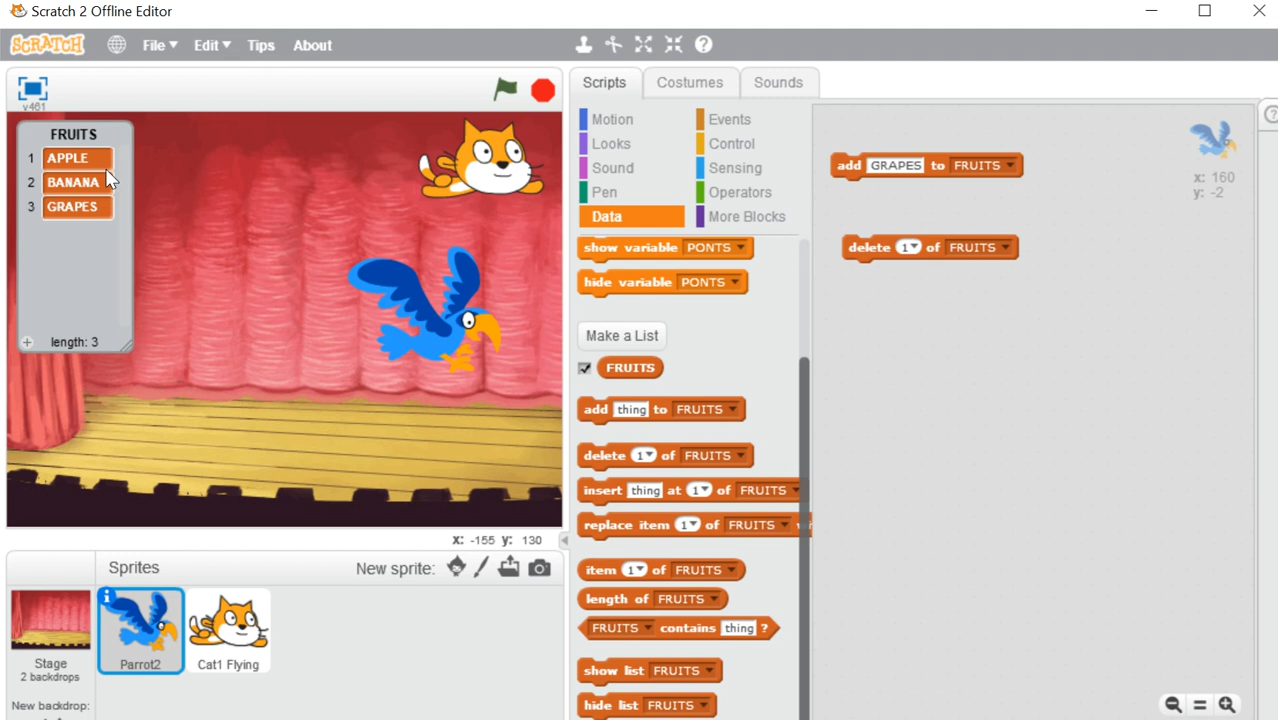 Scratch 2 Offline Editor
SCRATCH File Edit Tips About
v461
FRUITS
1 APPLE
2 BANANA
3 GRAPES
+ length: 3
X: -155 y: 130
Sprites New sprite:
Stage
2 backdrops
New backdrop:
Parrot2
Cat1 Flying
Scripts Costumes Sounds
Motion Events
Looks Control
Sound Sensing
Pen Operators
Data More Blocks
show variable PONTS
hide variable PONTS
Make a List
FRUITS
add thing to FRUITS
delete 1 of FRUITS
insert thing at 1 of FRUITS
replace item 1 of FRUITS
item 1 of FRUITS
length of FRUITS
FRUITS contains thing ?
show list FRUITS
hide list FRUITS
add GRAPES to FRUITS
delete 1 of FRUITS
x: 160
y: -2